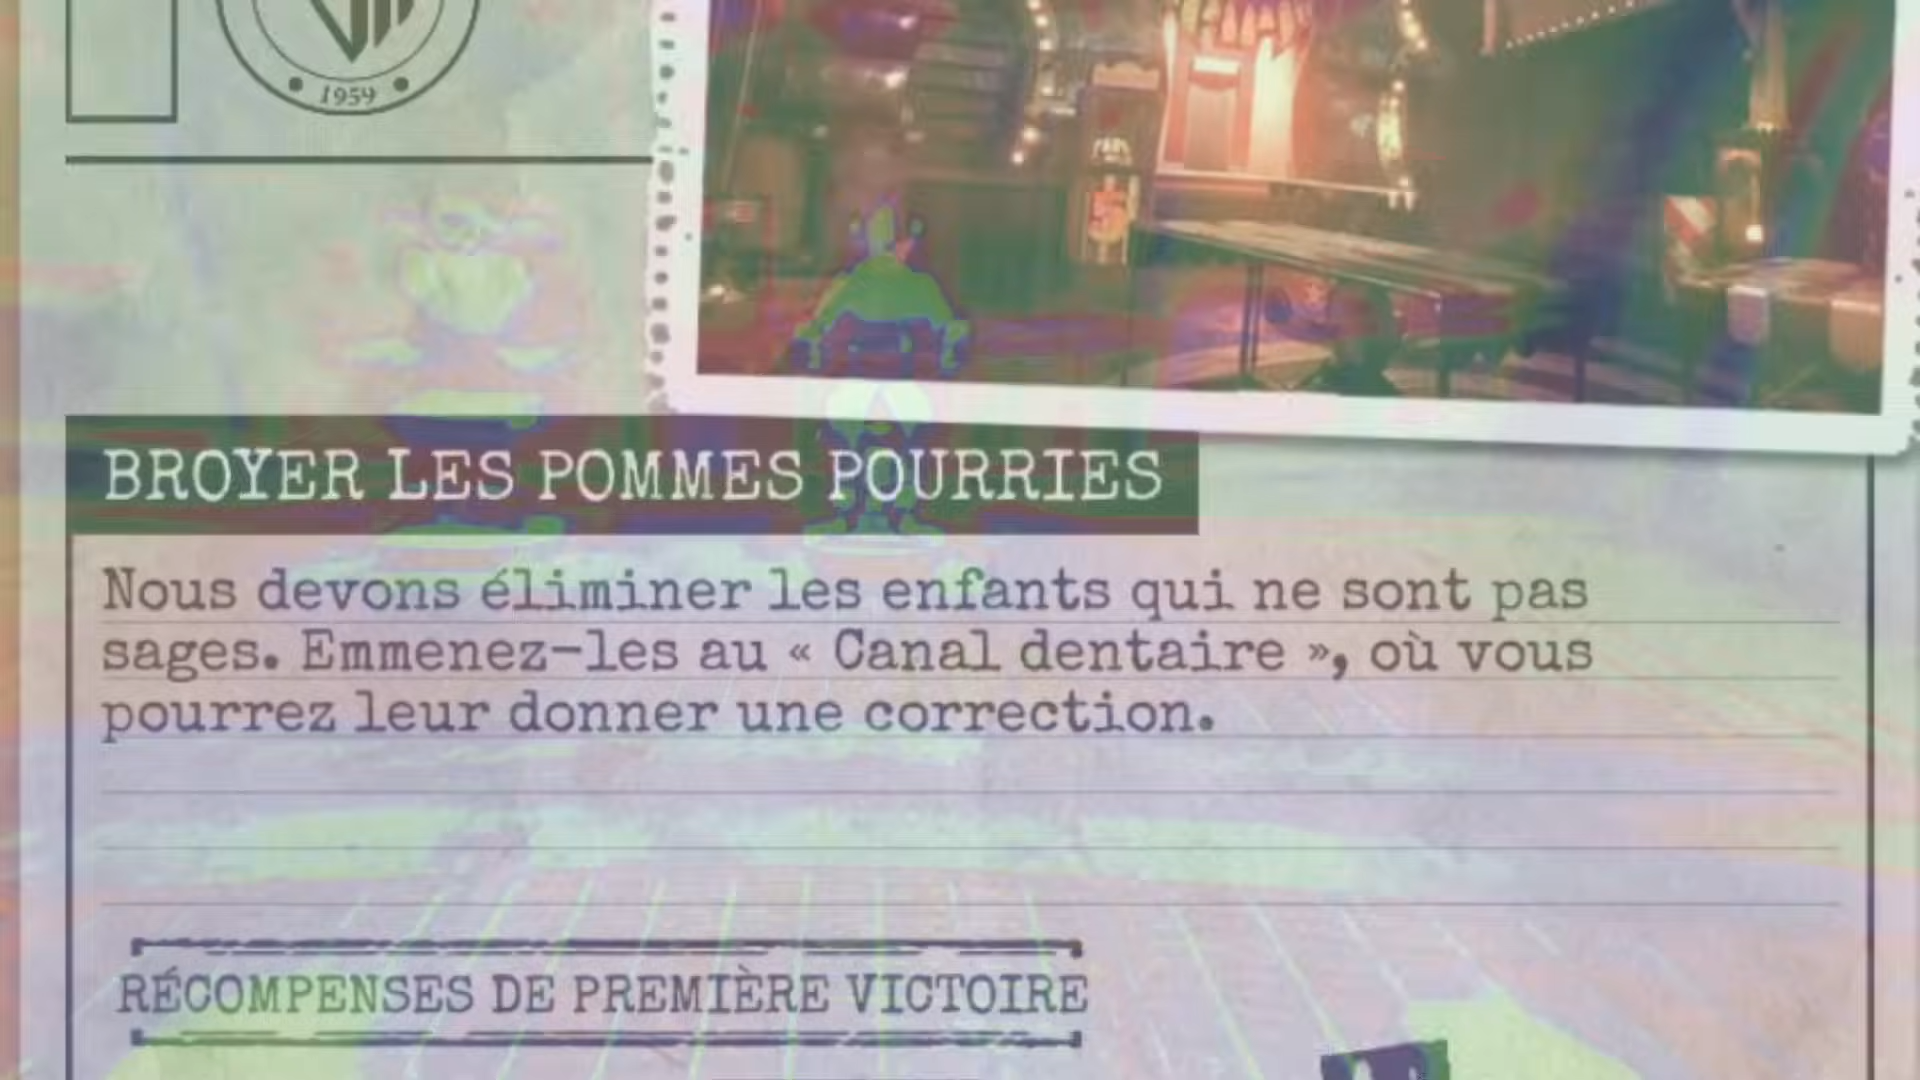 1959
BROYER LES POMMES POURRIES
Nous devons éliminer les enfants qui ne sont pas
sages. Emmenez-les au « Canal dentaire », où vous
pourrez leur donner une correction.
RÉCOMPENSES DE PREMIÈRE VICTOIRE